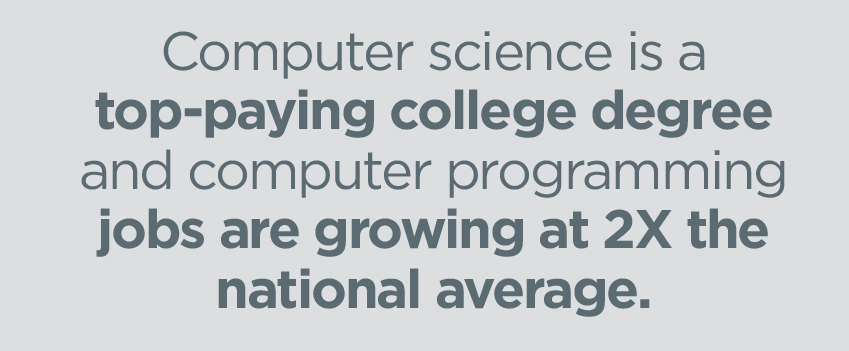 Computer science is a
top-paying college degree
and computer programming
jobs are growing at 2X the
national average.